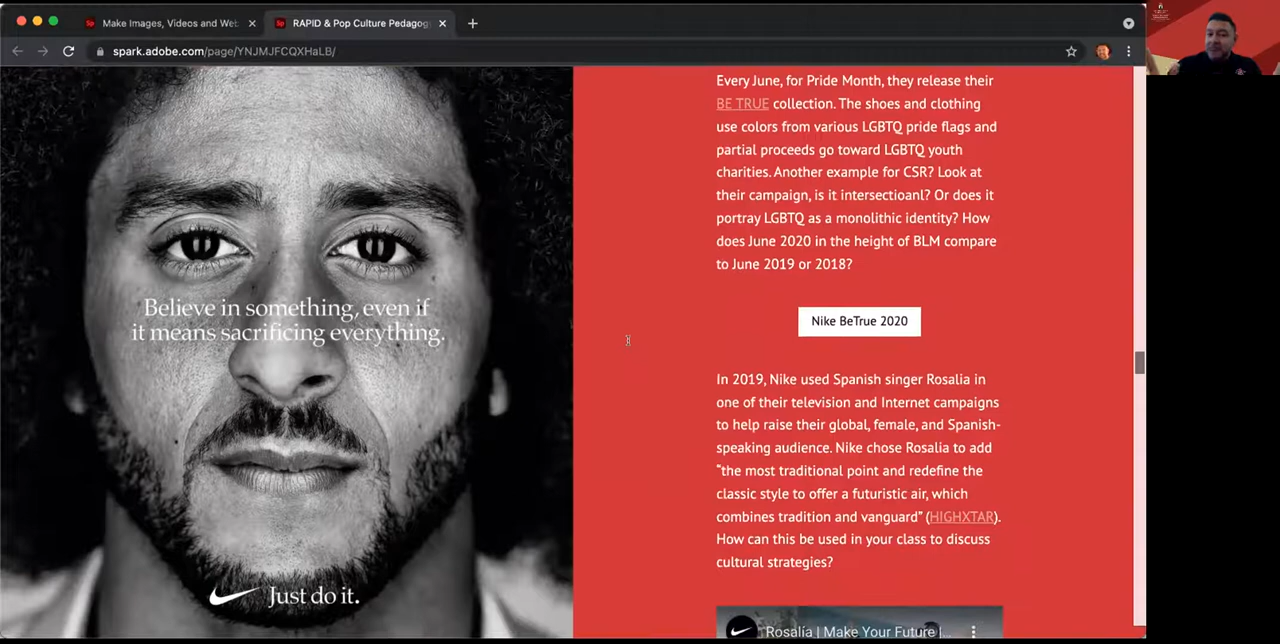 Make Images, Videos and Web
RAPID & Pop Culture Pedagog
spark.adobe.com/page/YNJMJFCQXHaLB/
Believe in something, even if
it means sacrificing everything.
Just do it.
Every June, for Pride Month, they release their
BE TRUE collection. The shoes and clothing
use colors from various LGBTQ pride flags and
partial proceeds go toward LGBTQ youth
charities. Another example for CSR? Look at
their campaign, is it intersectioanl? Or does it
portray LGBTQ as a monolithic identity? How
does June 2020 in the height of BLM compare
to June 2019 or 2018?
Nike BeTrue 2020
In 2019, Nike used Spanish singer Rosalia in
one of their television and Internet campaigns
to help raise their global, female, and Spanish-
speaking audience. Nike chose Rosalia to add
“the most traditional point and redefine the
classic style to offer a futuristic air, which
combines tradition and vanguard” (HIGHXTAR).
How can this be used in your class to discuss
cultural strategies?
Rosalía | Make Your Future |...